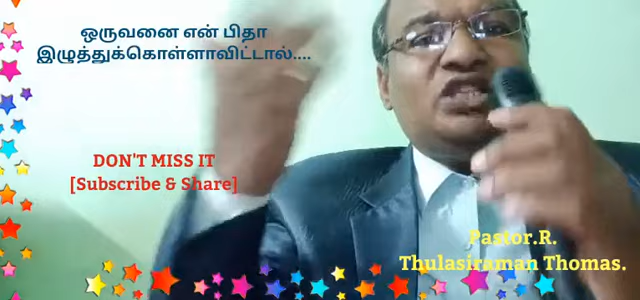 ஒருவனை என் பிதா
இழுத்துக்கொள்ளாவிட்டால்....
DON'T MISS IT
[Subscribe & Share]
Pastor.R.
Thulasiraman Thomas.